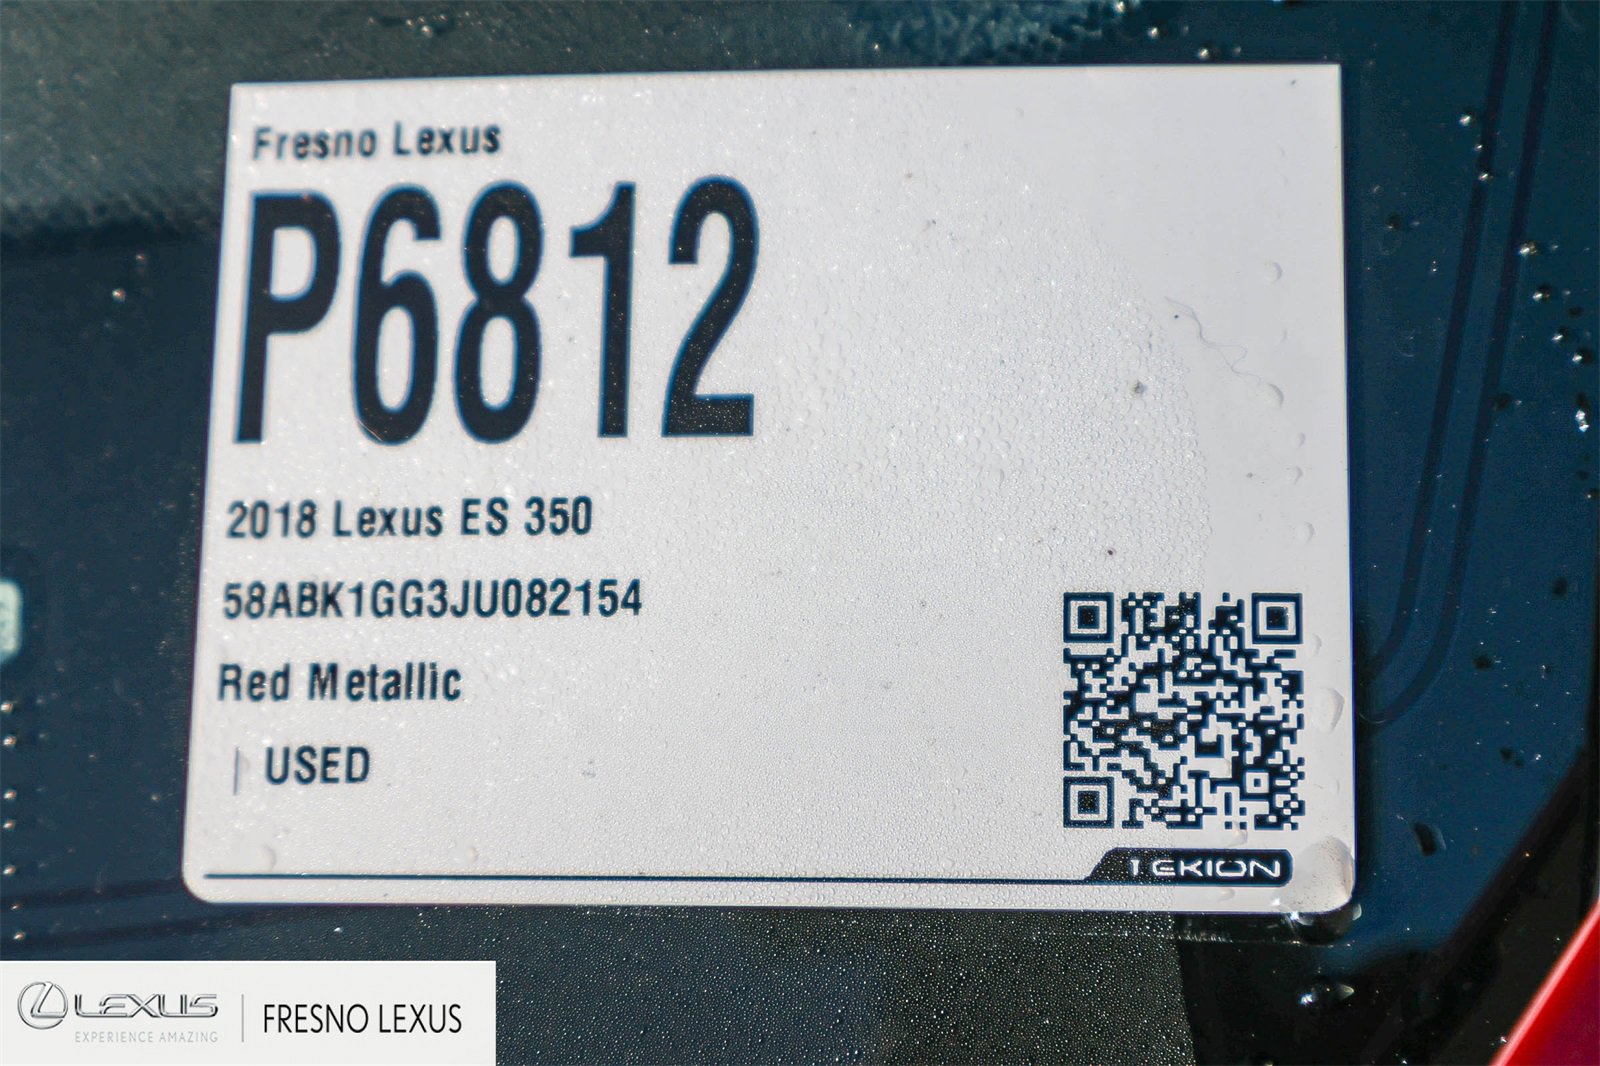 Fresno Lexus
P6812
2018 Lexus ES 350
58ABK1GG3JU082154
Red Metallic
| USED
TEKION
LEXUS
EXPERIENCE AMAZING
FRESNO LEXUS